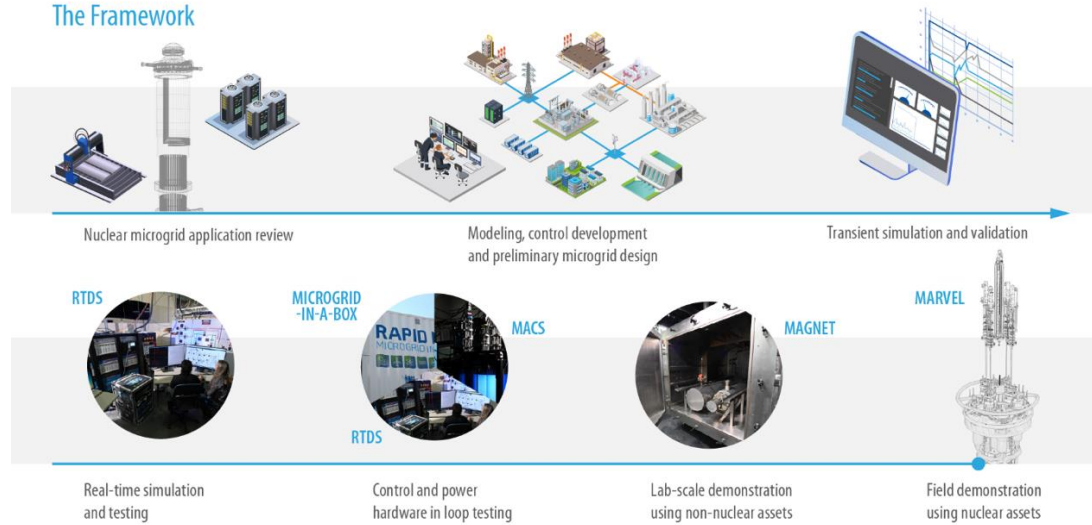 The Framework
Nuclear microgrid application review
Modeling, control development
and preliminary microgrid design
Transient simulation and validation
RTDS
MICROGRID
-IN-A-BOX
RAPID
MICROGRID IN
MACS
RTDS
MAGNET
MARVEL
Real-time simulation
and testing
Control and power
hardware in loop testing
Lab-scale demonstration
using non-nuclear assets
Field demonstration
using nuclear assets